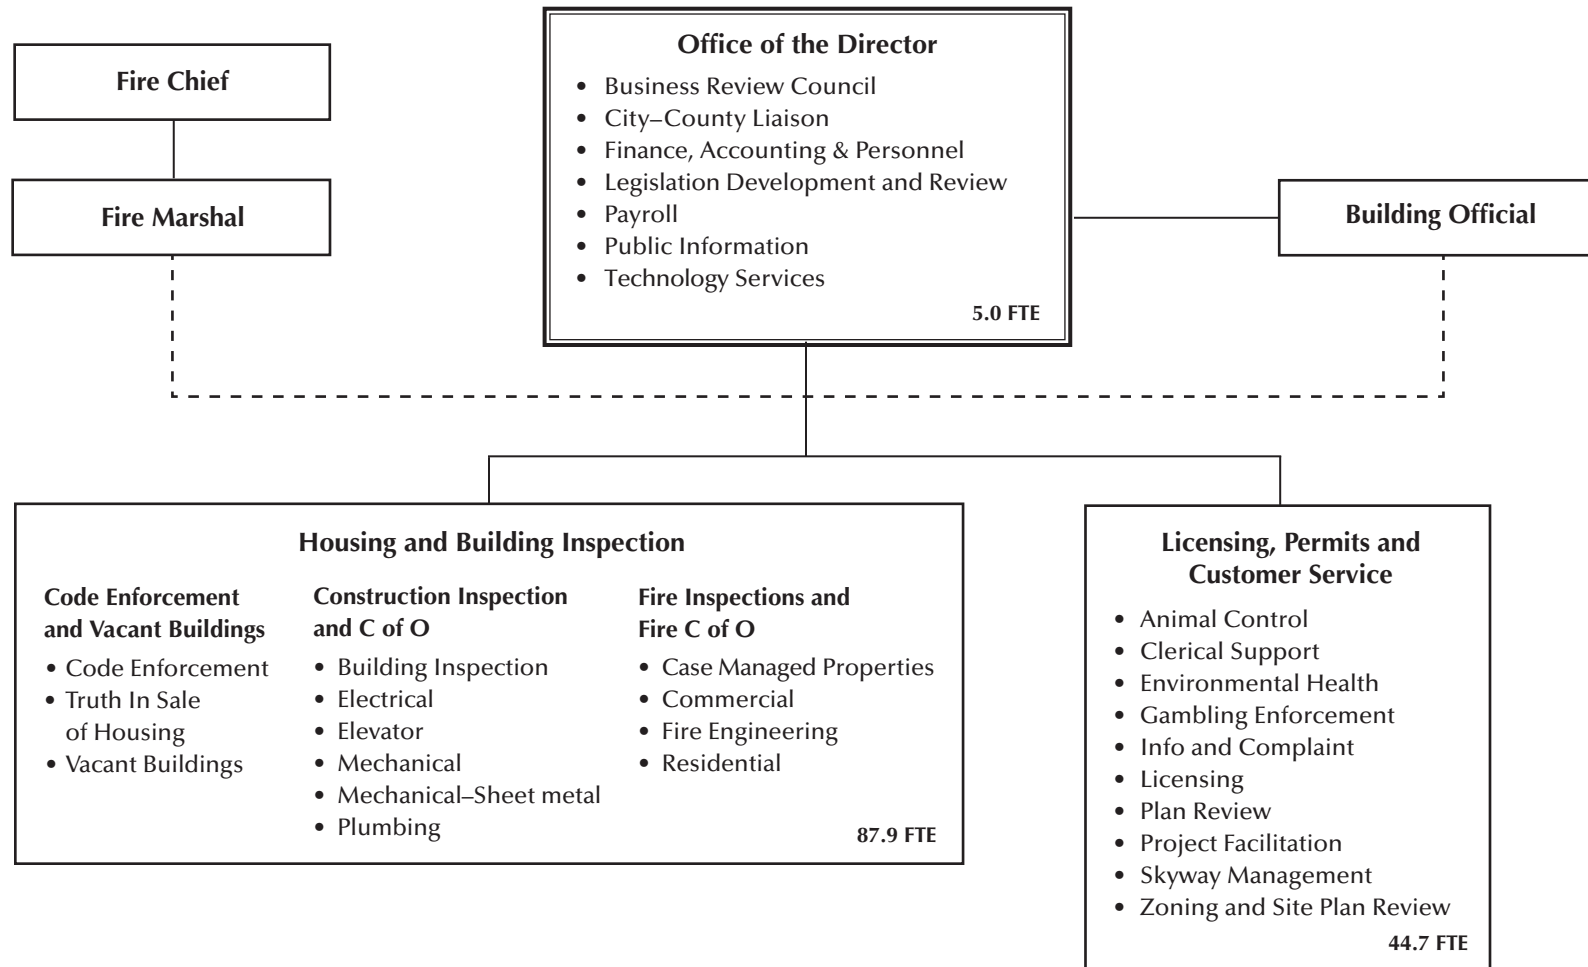 Fire Chief
Fire Marshal
Office of the Director
• Business Review Council
• City–County Liaison
• Finance, Accounting & Personnel
• Legislation Development and Review
• Payroll
• Public Information
• Technology Services
5.0 FTE
Building Official
Housing and Building Inspection
Code Enforcement
and Vacant Buildings
• Code Enforcement
• Truth In Sale
of Housing
• Vacant Buildings
Construction Inspection
and C of O
• Building Inspection
• Electrical
• Elevator
• Mechanical
• Mechanical–Sheet metal
• Plumbing
Fire Inspections and
Fire C of O
• Case Managed Properties
• Commercial
• Fire Engineering
• Residential
87.9 FTE
Licensing, Permits and
Customer Service
• Animal Control
• Clerical Support
• Environmental Health
• Gambling Enforcement
• Info and Complaint
• Licensing
• Plan Review
• Project Facilitation
• Skyway Management
• Zoning and Site Plan Review
44.7 FTE